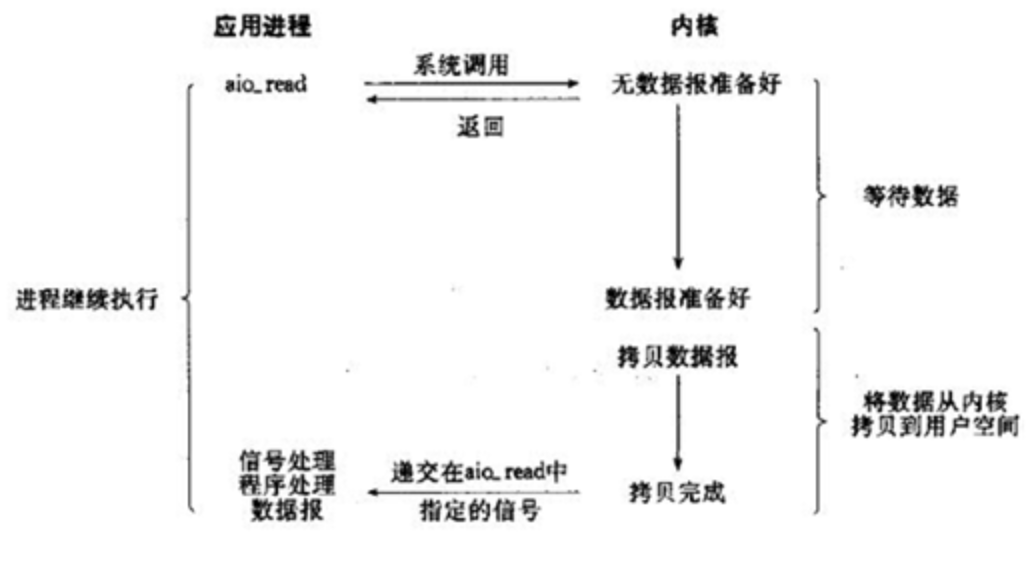 应用进程
内核
aio_read
系统调用
无数据报准备好
返回
等待数据
进程继续执行
数据报准备好
拷贝数据报
将数据从内核
拷贝到用户空间
信号处理
程序处理
数据报
递交在aio_read中
指定的信号
拷贝完成